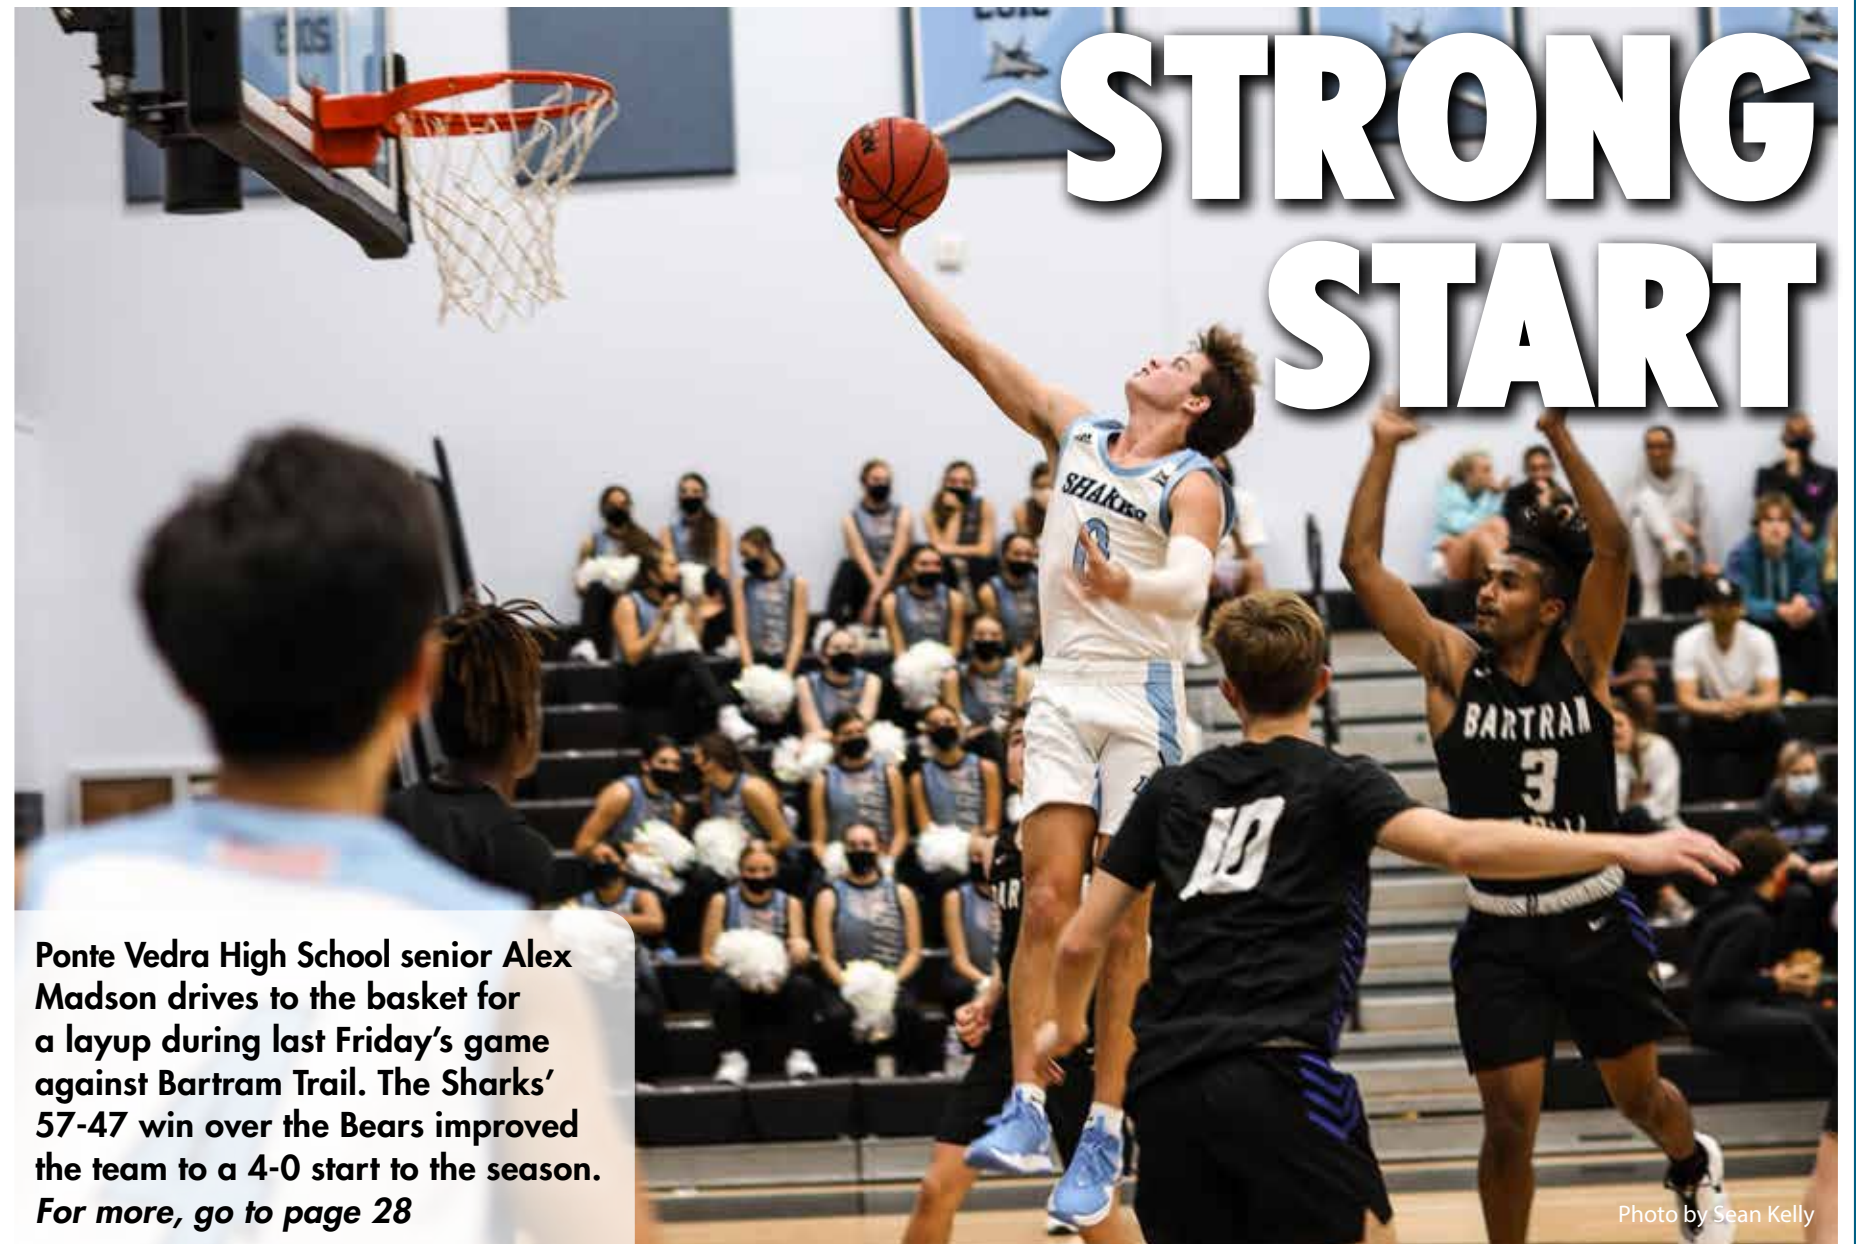 STRONG
START
SHARKS
0
BARTRAM
3
10
Ponte Vedra High School senior Alex
Madson drives to the basket for
a layup during last Friday's game
against Bartram Trail. The Sharks'
57-47 win over the Bears improved
the team to a 4-0 start to the season.
For more, go to page 28
Photo by Sean Kelly